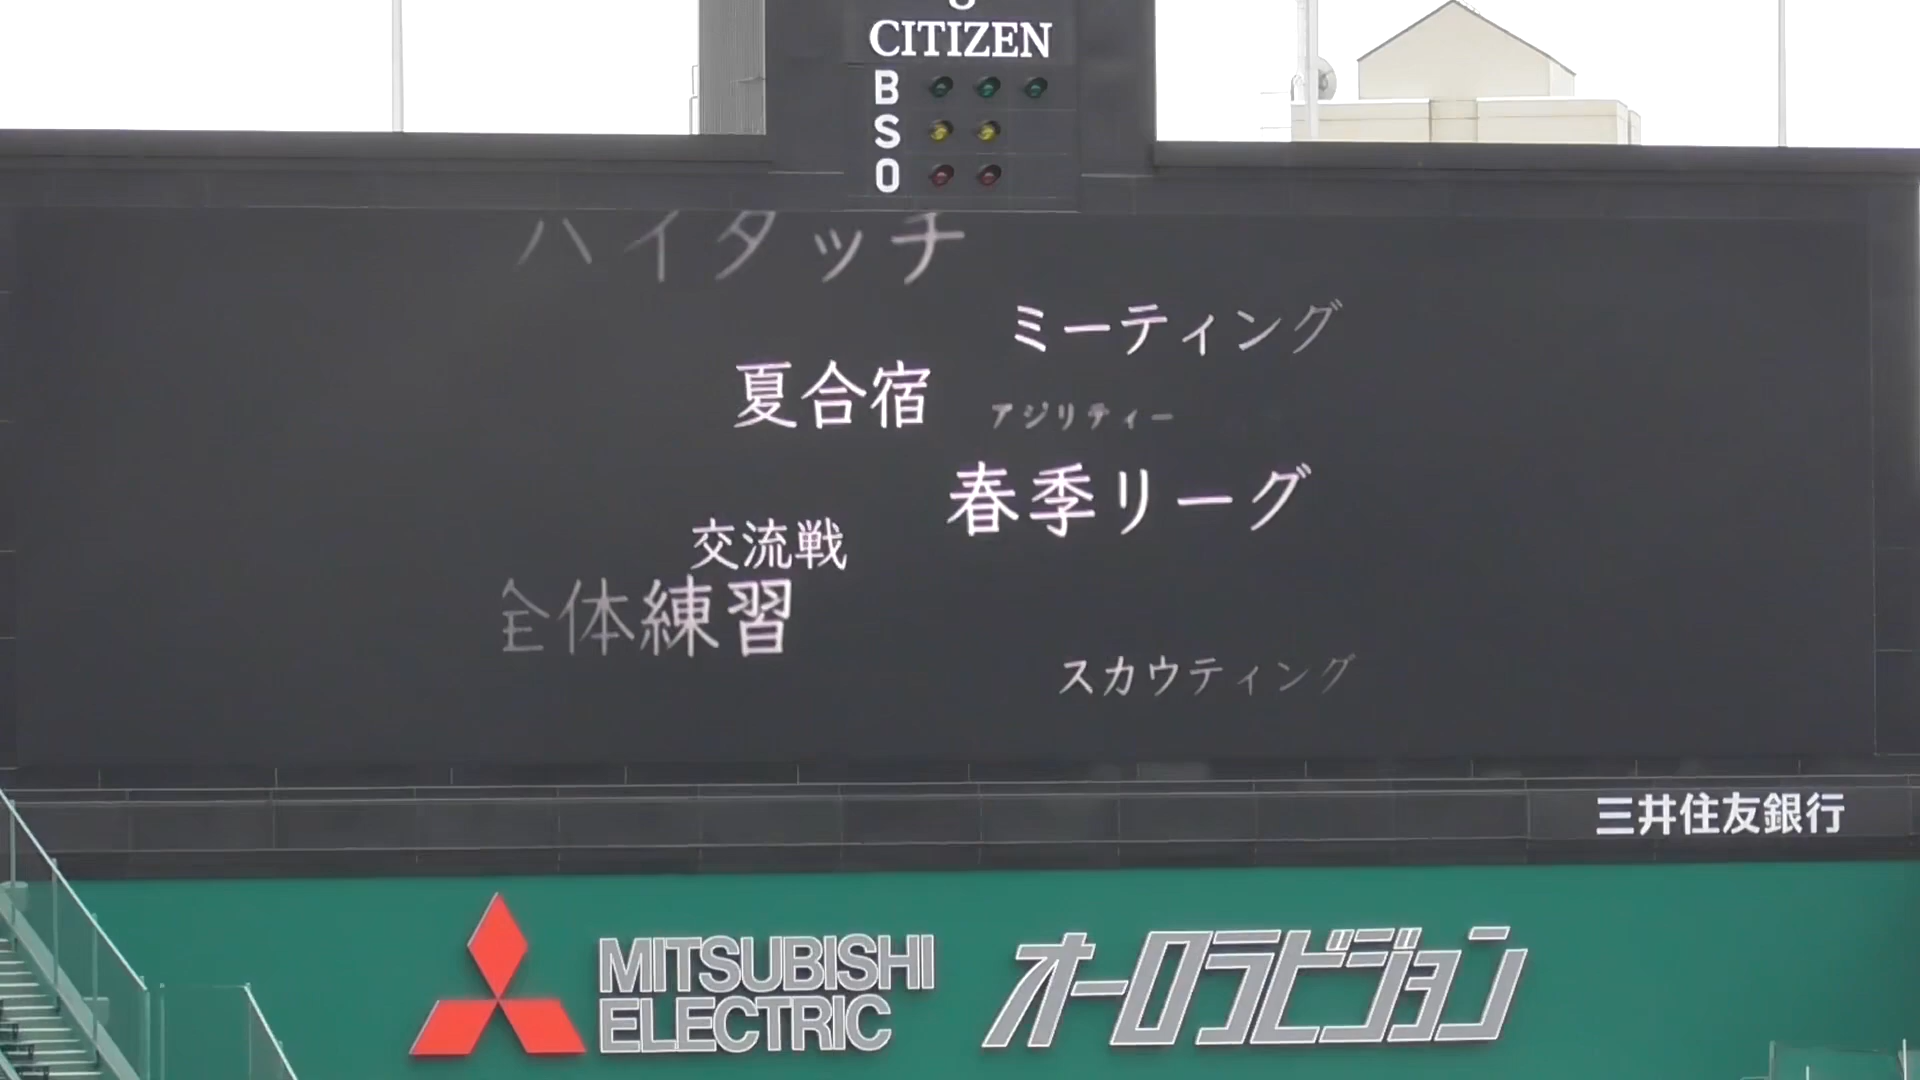 CITIZEN
B
S
O
ハイタッチ
ミーティング
夏合宿
アジリティー
春季リーグ
交流戦
全体練習
スカウティング
三井住友銀行
MITSUBISHI
ELECTRIC
オーロラビジョン